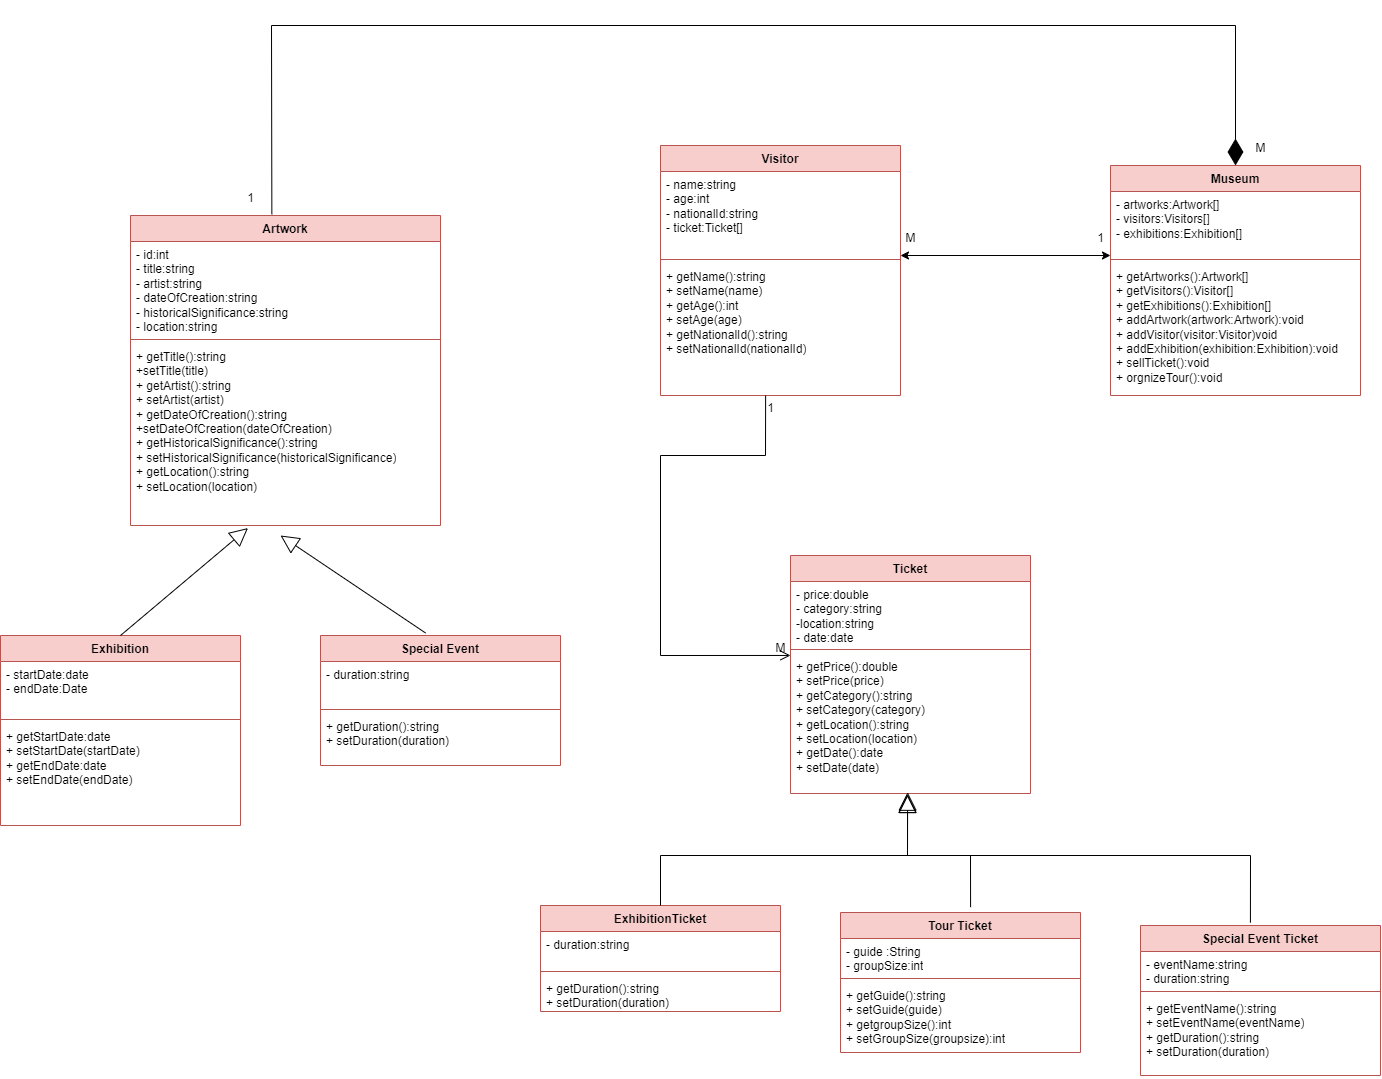 M
1
Artwork
- id:int
- title:string
- artist:string
- dateOfCreation:string
- historicalSignificance:string
- location:string
+ getTitle():string
+setTitle(title)
+ getArtist():string
+ setArtist(artist)
+ getDateOfCreation():string
+setDateOfCreation(dateOfCreation)
+ getHistoricalSignificance():string
+ setHistoricalSignificance(historicalSignificance)
+ getLocation():string
+ setLocation(location)
Visitor
- name:string
- age:int
- nationalId:string
- ticket:Ticket[]
+ getName():string
+ setName(name)
+ getAge():int
+ setAge(age)
+ getNationalId():string
+ setNationalId(nationalId)
M
1
Museum
- artworks:Artwork[]
- visitors:Visitors[]
- exhibitions:Exhibition[]
+ getArtworks():Artwork[]
+ getVisitors():Visitor[]
+ getExhibitions():Exhibition[]
+ addArtwork(artwork:Artwork):void
+ addVisitor(visitor:Visitor)void
+ addExhibition(exhibition:Exhibition):void
+ sellTicket():void
+ orgnizeTour():void
1
M
Exhibition
- startDate:date
- endDate:Date
+ getStartDate:date
+ setStartDate(startDate)
+ getEndDate:date
+ setEndDate(endDate)
Special Event
- duration:string
+ getDuration():string
+ setDuration(duration)
Ticket
- price:double
- category:string
-location:string
- date:date
+ getPrice():double
+ setPrice(price)
+ getCategory():string
+ setCategory(category)
+ getLocation():string
+ setLocation(location)
+ getDate():date
+ setDate(date)
ExhibitionTicket
- duration:string
+ getDuration():string
+ setDuration(duration)
Tour Ticket
- guide :String
- groupSize:int
+ getGuide():string
+ setGuide(guide)
+ getgroupSize():int
+ setGroupSize(groupsize):int
Special Event Ticket
- eventName:string
- duration:string
+ getEventName():string
+ setEventName(eventName)
+ getDuration():string
+ setDuration(duration)